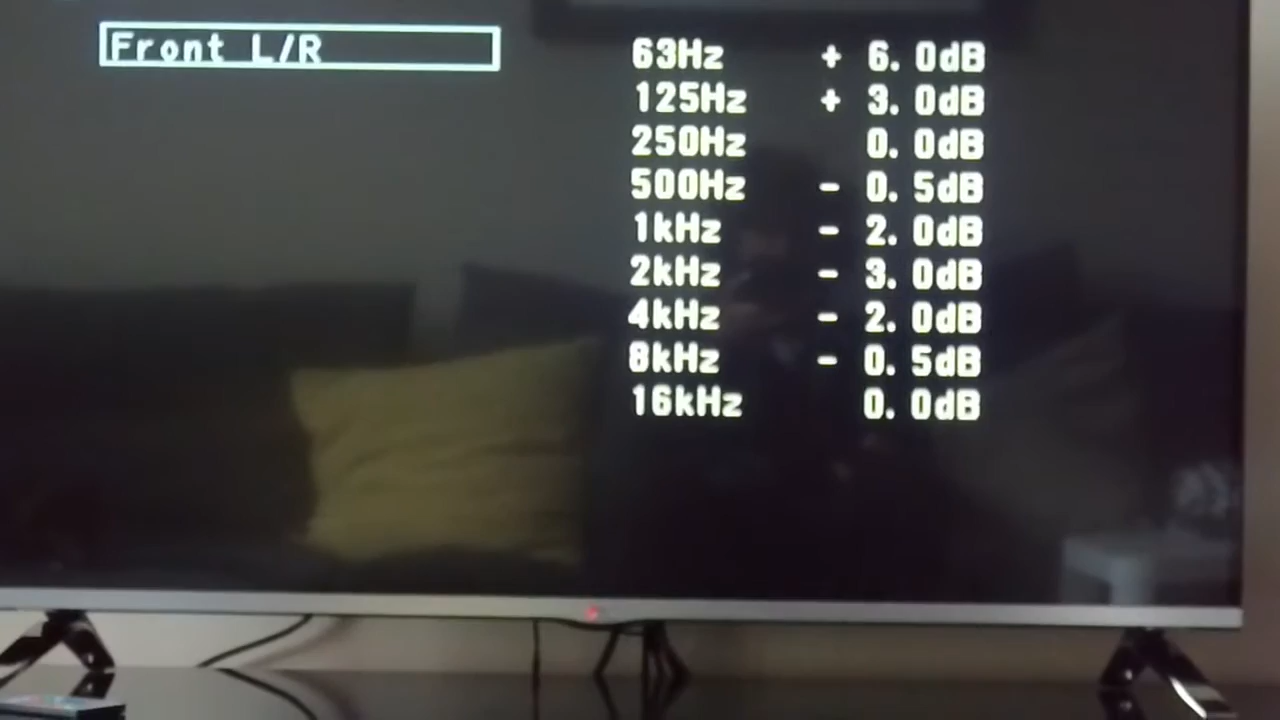 Front L/R
63Hz + 6.0dB
125Hz + 3.0dB
250Hz 0.0dB
500Hz - 0.5dB
1kHz - 2.0dB
2kHz - 3.0dB
4kHz - 2.0dB
8kHz - 0.5dB
16kHz 0.0dB